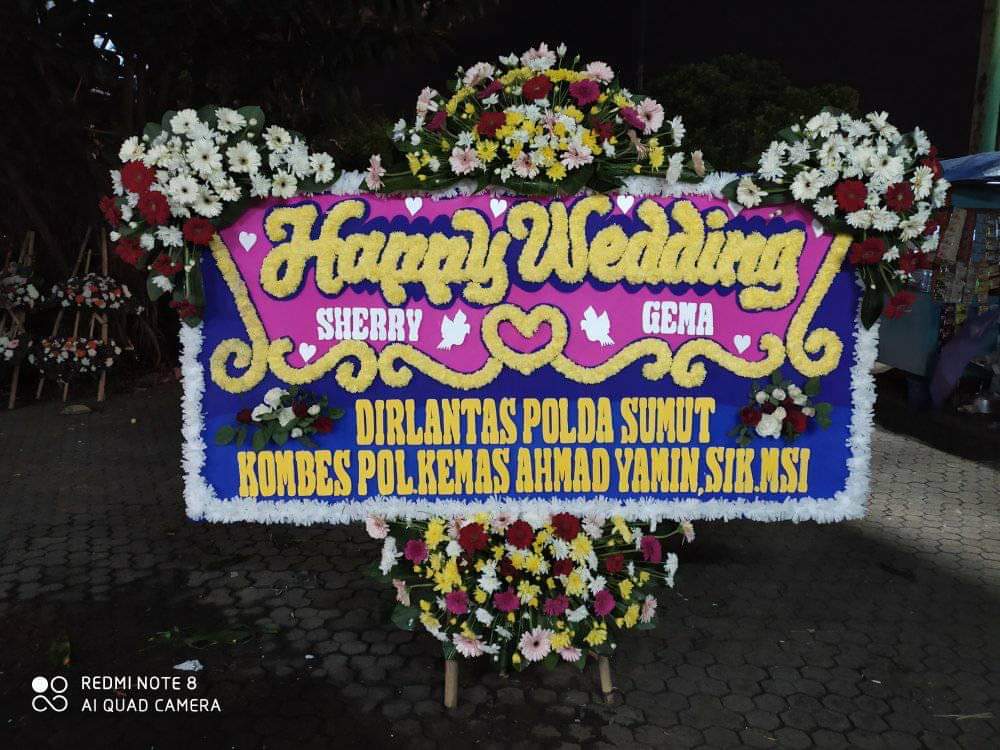 Happy Wedding
SHERRY GEMA
DIRLANTAS POLDA SUMUT
KOMBES POL.KEMAS AHMAD YAMIN,SIK.MSI
REDMI NOTE 8
AI QUAD CAMERA